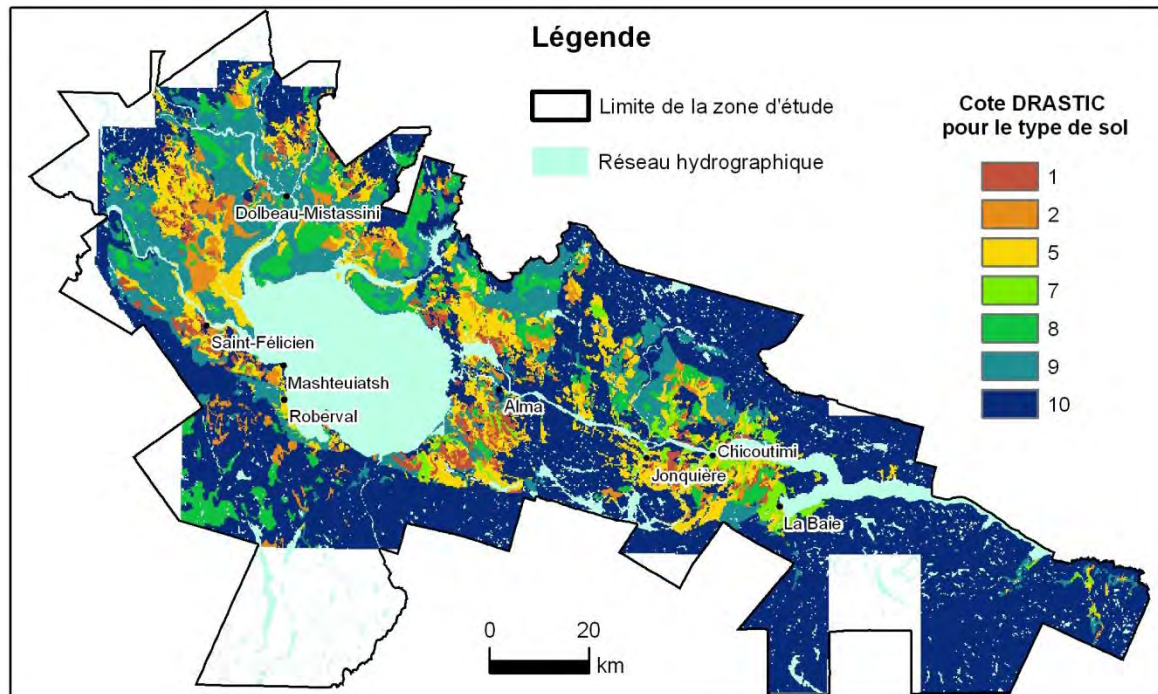 Légende
Limite de la zone d'étude
Réseau hydrographique
Cote DRASTIC
pour le type de sol
1
2
5
7
8
9
10
Dolbeau-Mistassini
Saint-Félicien
Mashteuiatsh
Roberval
Alma
Chicoutimi
Jonquière
La Baie
0 20
km